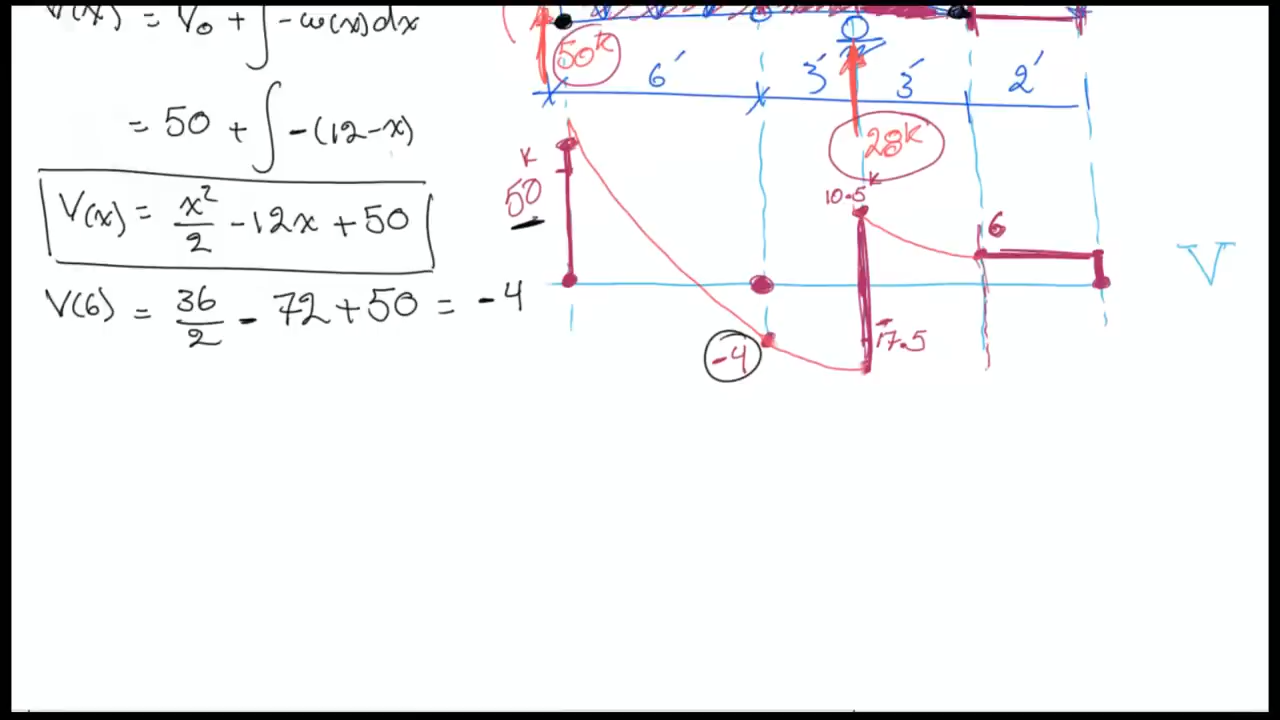 V(x) = V₀ + ∫ -ω(x)dx
= 50 + ∫ -(12-x)
V(x) = x²/2 - 12x + 50
V(6) = 36/2 - 72 + 50 = -4
50ᴷ
6' 3' 3' 2'
28ᴷ
50ᴷ
10.5ᴷ
6
V
-4
-17.5